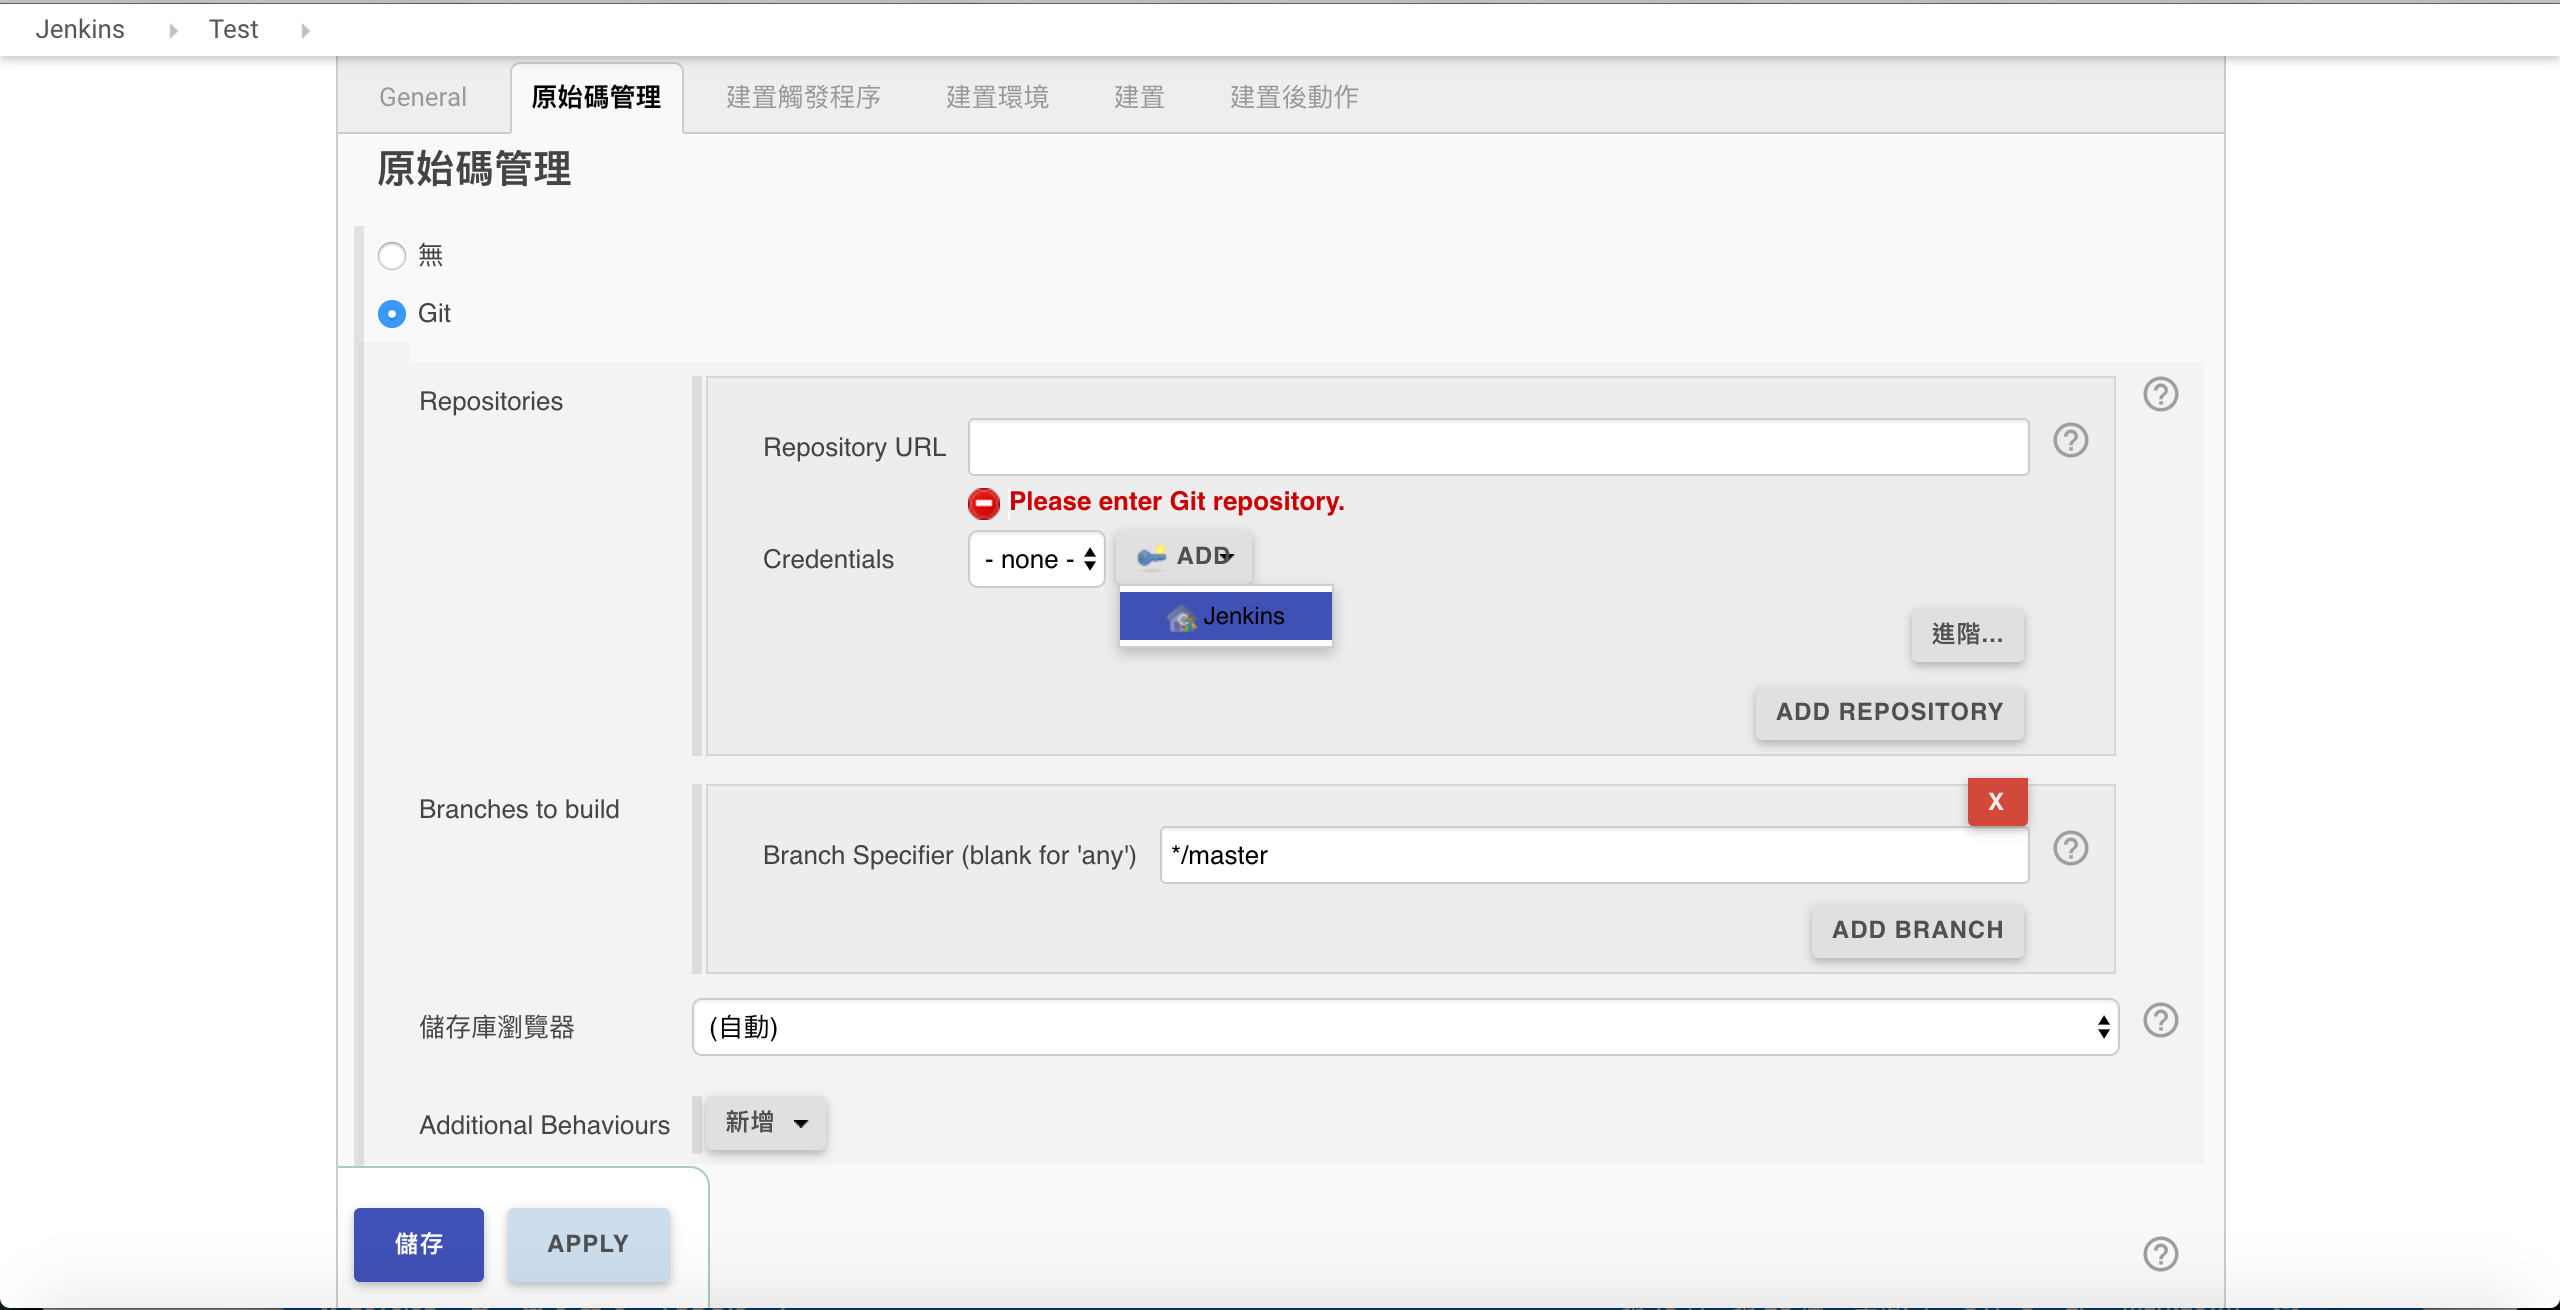 Jenkins
Test
General
原始碼管理
建置觸發程序
建置環境
建置
建置後動作
原始碼管理
無
Git
Repositories
Repository URL
Please enter Git repository.
Credentials
- none -
ADD
Jenkins
進階...
ADD REPOSITORY
Branches to build
X
Branch Specifier (blank for 'any')
*/master
ADD BRANCH
儲存庫瀏覽器
(自動)
Additional Behaviours
新增
儲存
APPLY